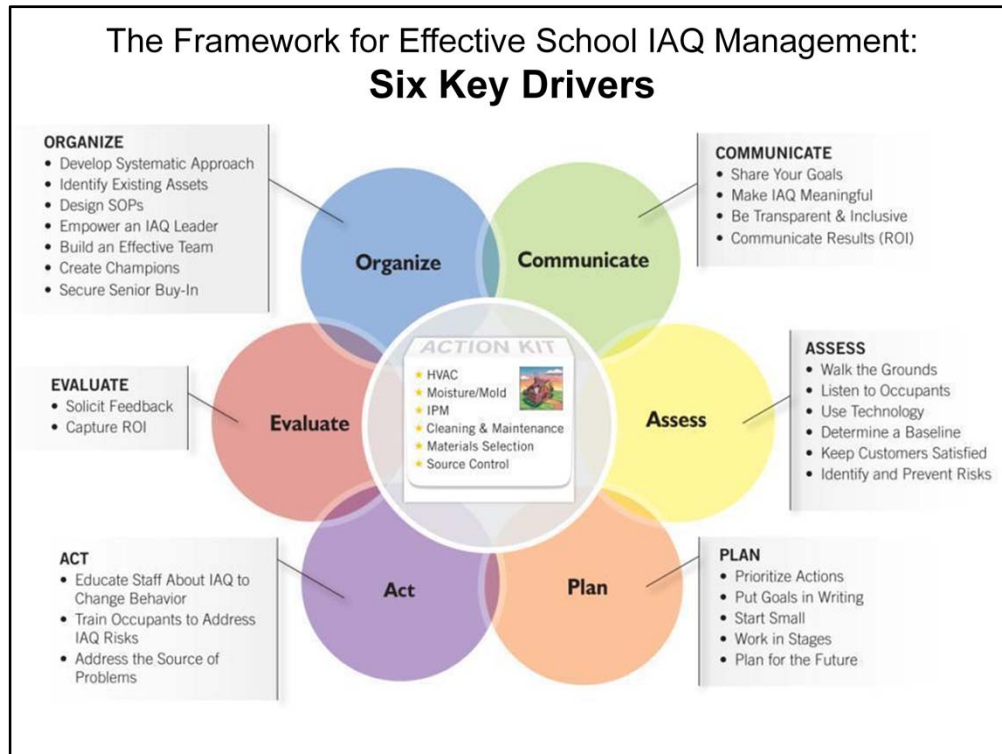 The Framework for Effective School IAQ Management:
Six Key Drivers
ORGANIZE
• Develop Systematic Approach
• Identify Existing Assets
• Design SOPs
• Empower an IAQ Leader
• Build an Effective Team
• Create Champions
• Secure Senior Buy-In
COMMUNICATE
• Share Your Goals
• Make IAQ Meaningful
• Be Transparent & Inclusive
• Communicate Results (ROI)
Organize
Communicate
EVALUATE
• Solicit Feedback
• Capture ROI
Evaluate
ACTION KIT
★ HVAC
★ Moisture/Mold
★ IPM
★ Cleaning & Maintenance
★ Materials Selection
★ Source Control
Assess
ASSESS
• Walk the Grounds
• Listen to Occupants
• Use Technology
• Determine a Baseline
• Keep Customers Satisfied
• Identify and Prevent Risks
ACT
• Educate Staff About IAQ to
Change Behavior
• Train Occupants to Address
IAQ Risks
• Address the Source of
Problems
Act
Plan
PLAN
• Prioritize Actions
• Put Goals in Writing
• Start Small
• Work in Stages
• Plan for the Future